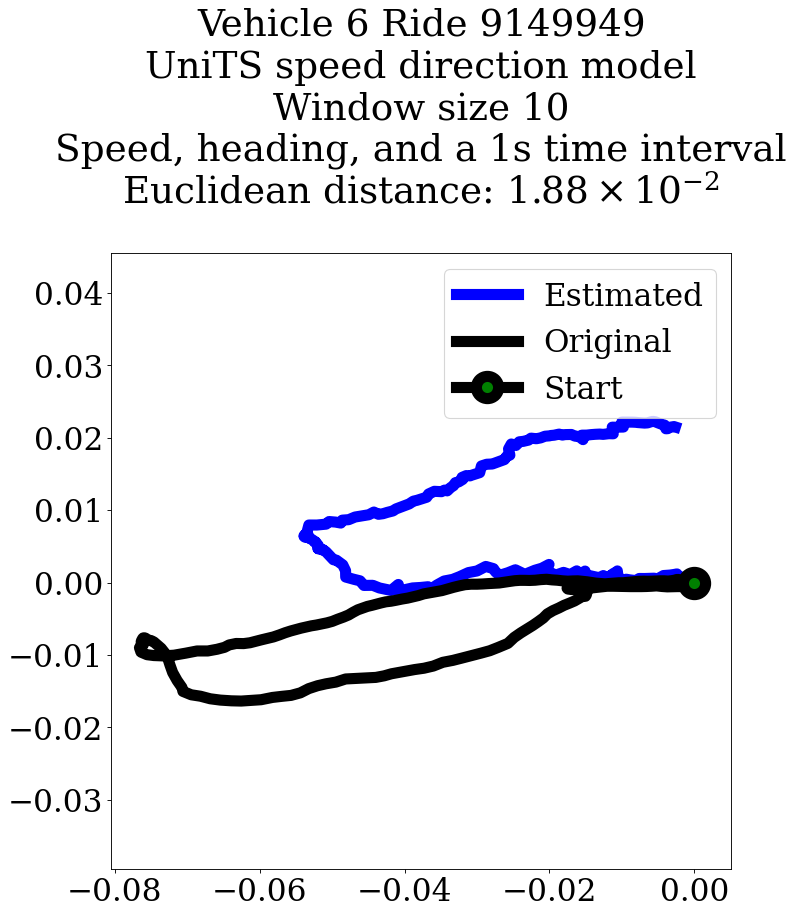 Vehicle 6 Ride 9149949
UniTS speed direction model
Window size 10
Speed, heading, and a 1s time interval
Euclidean distance: 1.88 × 10⁻²
Estimated
Original
Start
0.04
0.03
0.02
0.01
0.00
−0.01
−0.02
−0.03
−0.08 −0.06 −0.04 −0.02 0.00